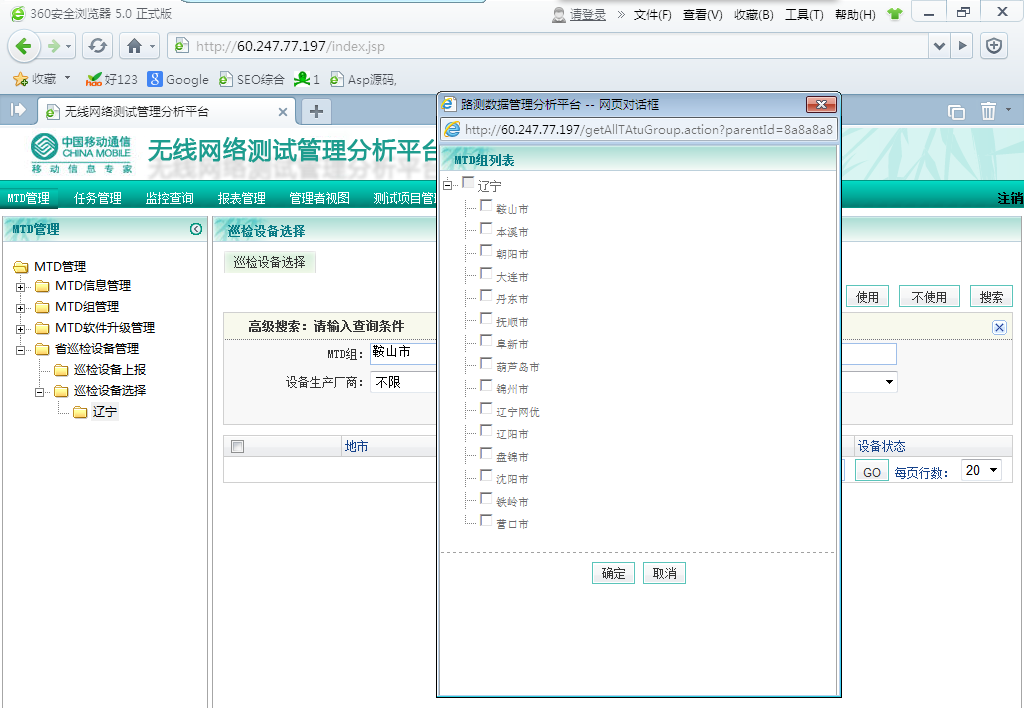 360安全浏览器 5.0 正式版
请登录 » 文件(F) 查看(V) 收藏(B) 工具(T) 帮助(H)
http://60.247.77.197/index.jsp
收藏 好123 Google SEO综合 1 Asp源码,
无线网络测试管理分析平台
中国移动通信
CHINA MOBILE
移动信息专家
无线网络测试管理分析平台
MTD管理 任务管理 监控查询 报表管理 管理者视图 测试项目管 注销
MTD管理
MTD管理
MTD信息管理
MTD组管理
MTD软件升级管理
省巡检设备管理
巡检设备上报
巡检设备选择
辽宁
巡检设备选择
巡检设备选择
使用 不使用 搜索
高级搜索：请输入查询条件
MTD组： 鞍山市
设备生产厂商： 不限
地市 设备状态
GO 每页行数： 20
路测数据管理分析平台 -- 网页对话框
http://60.247.77.197/getAllTAtuGroup.action?parentId=8a8a8a8
MTD组列表
辽宁
鞍山市
本溪市
朝阳市
大连市
丹东市
抚顺市
阜新市
葫芦岛市
锦州市
辽宁网优
辽阳市
盘锦市
沈阳市
铁岭市
营口市
确定 取消